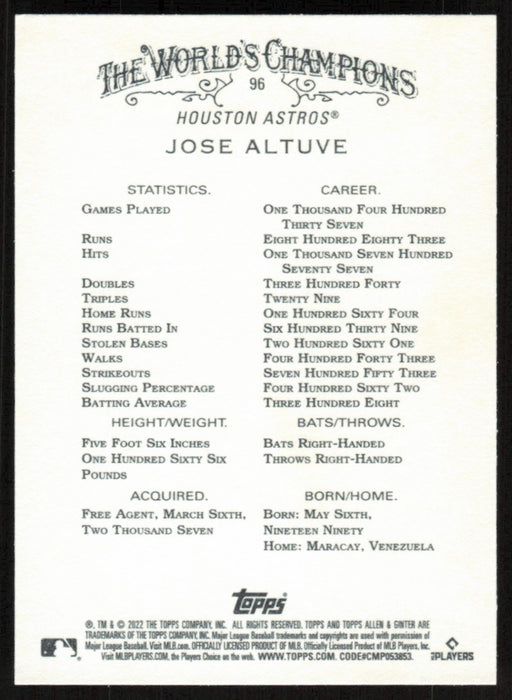 THE WORLD'S CHAMPIONS
96
HOUSTON ASTROS®
JOSE ALTUVE
STATISTICS. CAREER.
GAMES PLAYED ONE THOUSAND FOUR HUNDRED
THIRTY SEVEN
RUNS EIGHT HUNDRED EIGHTY THREE
HITS ONE THOUSAND SEVEN HUNDRED
SEVENTY SEVEN
DOUBLES THREE HUNDRED FORTY
TRIPLES TWENTY NINE
HOME RUNS ONE HUNDRED SIXTY FOUR
RUNS BATTED IN SIX HUNDRED THIRTY NINE
STOLEN BASES TWO HUNDRED SIXTY ONE
WALKS FOUR HUNDRED FORTY THREE
STRIKEOUTS SEVEN HUNDRED FIFTY THREE
SLUGGING PERCENTAGE FOUR HUNDRED SIXTY TWO
BATTING AVERAGE THREE HUNDRED EIGHT
HEIGHT/WEIGHT. BATS/THROWS.
FIVE FOOT SIX INCHES BATS RIGHT-HANDED
ONE HUNDRED SIXTY SIX THROWS RIGHT-HANDED
POUNDS
ACQUIRED. BORN/HOME.
FREE AGENT, MARCH SIXTH, BORN: MAY SIXTH,
TWO THOUSAND SEVEN NINETEEN NINETY
HOME: MARACAY, VENEZUELA
topps
®, TM & © 2022 THE TOPPS COMPANY, INC. ALL RIGHTS RESERVED. TOPPS AND TOPPS ALLEN & GINTER ARE
TRADEMARKS OF THE TOPPS COMPANY, INC. Major League Baseball trademarks and copyrights are used with permission of
Major League Baseball. Visit MLB.com. OFFICIALLY LICENSED PRODUCT OF MLB. Officially Licensed Product of MLB Players, Inc.
Visit MLBPLAYERS.COM, the Players Choice on the web. WWW.TOPPS.COM. CODE#CMP053853.
PLAYERS